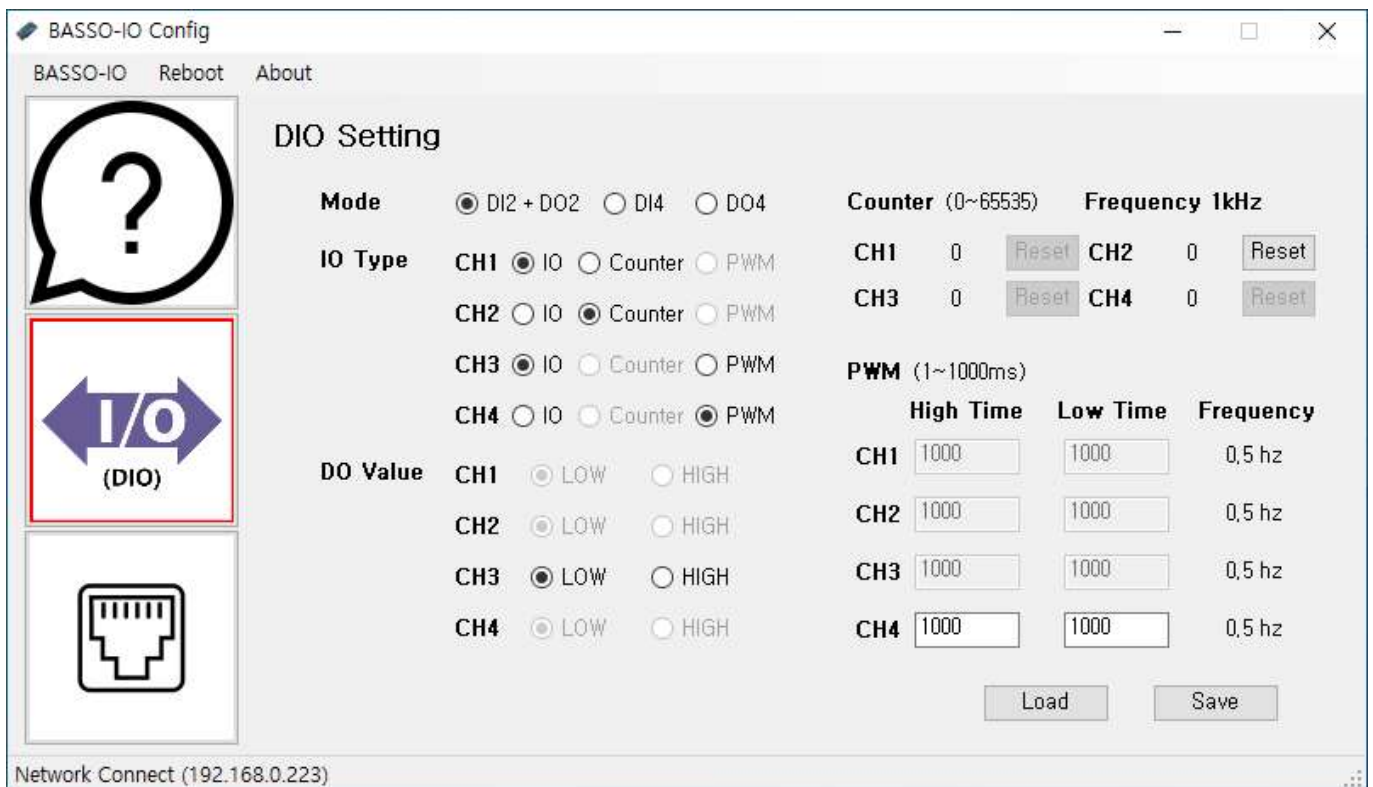 BASSO-IO Config
BASSO-IO Reboot About
?
I/O
(DIO)
DIO Setting
Mode DI2 + DO2 DI4 DO4
IO Type CH1 IO Counter PWM
CH2 IO Counter PWM
CH3 IO Counter PWM
CH4 IO Counter PWM
DO Value CH1 LOW HIGH
CH2 LOW HIGH
CH3 LOW HIGH
CH4 LOW HIGH
Counter (0~65535) Frequency 1kHz
CH1 0 Reset CH2 0 Reset
CH3 0 Reset CH4 0 Reset
PWM (1~1000ms)
High Time Low Time Frequency
CH1 1000 1000 0,5 hz
CH2 1000 1000 0,5 hz
CH3 1000 1000 0,5 hz
CH4 1000 1000 0,5 hz
Load Save
Network Connect (192.168.0.223)